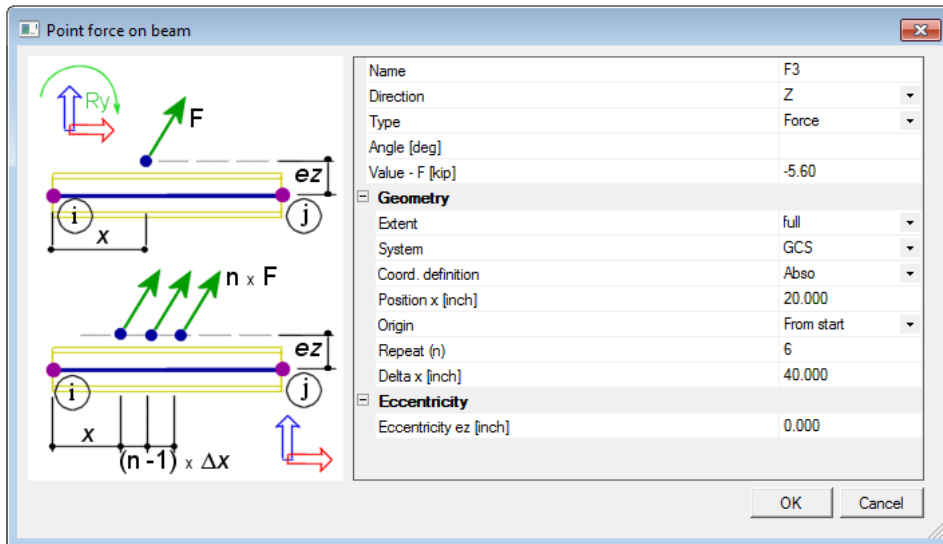 Point force on beam
Ry
F
ez
i
j
x
n x F
ez
i
j
x
(n -1) x Δx
Name F3
Direction Z
Type Force
Angle [deg]
Value - F [kip] -5.60
Geometry
Extent full
System GCS
Coord. definition Abso
Position x [inch] 20.000
Origin From start
Repeat (n) 6
Delta x [inch] 40.000
Eccentricity
Eccentricity ez [inch] 0.000
OK Cancel